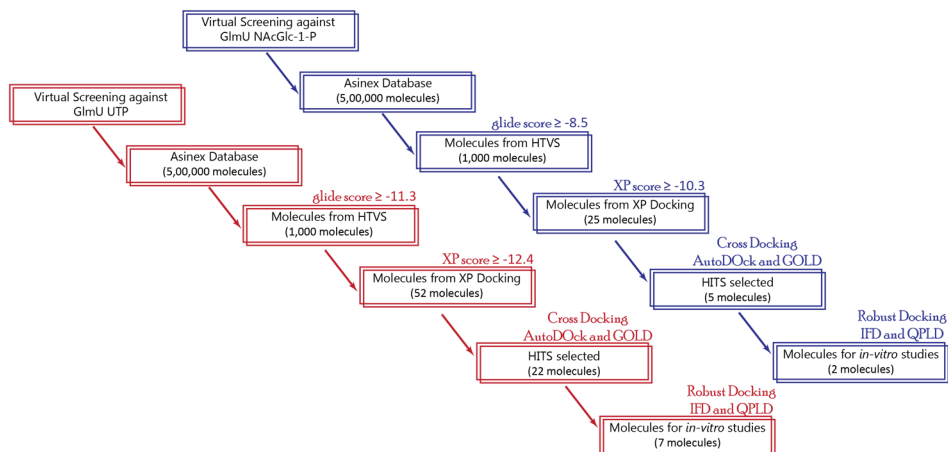 Virtual Screening against
GlmU NAcGlc-1-P
Asinex Database
(5,00,000 molecules)
glide score ≥ -8.5
Molecules from HTVS
(1,000 molecules)
XP score ≥ -10.3
Molecules from XP Docking
(25 molecules)
Cross Docking
AutoDOck and GOLD
HITS selected
(5 molecules)
Robust Docking
IFD and QPLD
Molecules for in-vitro studies
(2 molecules)
Virtual Screening against
GlmU UTP
Asinex Database
(5,00,000 molecules)
glide score ≥ -11.3
Molecules from HTVS
(1,000 molecules)
XP score ≥ -12.4
Molecules from XP Docking
(52 molecules)
Cross Docking
AutoDOck and GOLD
HITS selected
(22 molecules)
Robust Docking
IFD and QPLD
Molecules for in-vitro studies
(7 molecules)